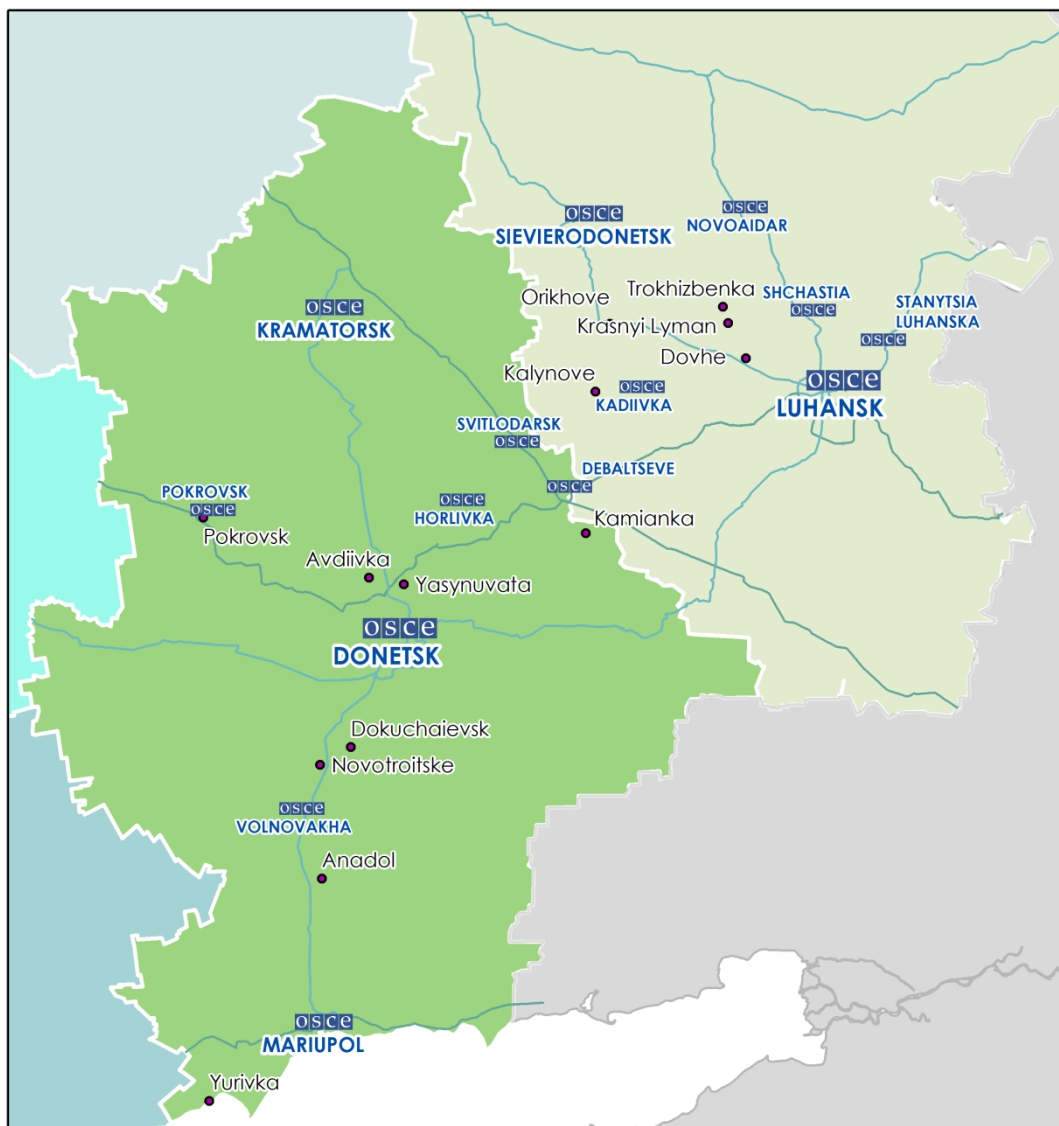 osce
SIEVIERODONETSK
osce
NOVOAIDAR
Trokhizbenka
osce
KRAMATORSK
Orikhove
Krasnyi Lyman
SHCHASTIA
osce
STANYTSIA
LUHANSKA
osce
Dovhe
Kalynove
osce
KADIIVKA
osce
LUHANSK
SVITLODARSK
osce
DEBALTSEVE
osce
POKROVSK
osce
Pokrovsk
osce
HORLIVKA
Kamianka
Avdiivka
Yasynuvata
osce
DONETSK
Dokuchaievsk
Novotroitske
osce
VOLNOVAKHA
Anadol
osce
MARIUPOL
Yurivka